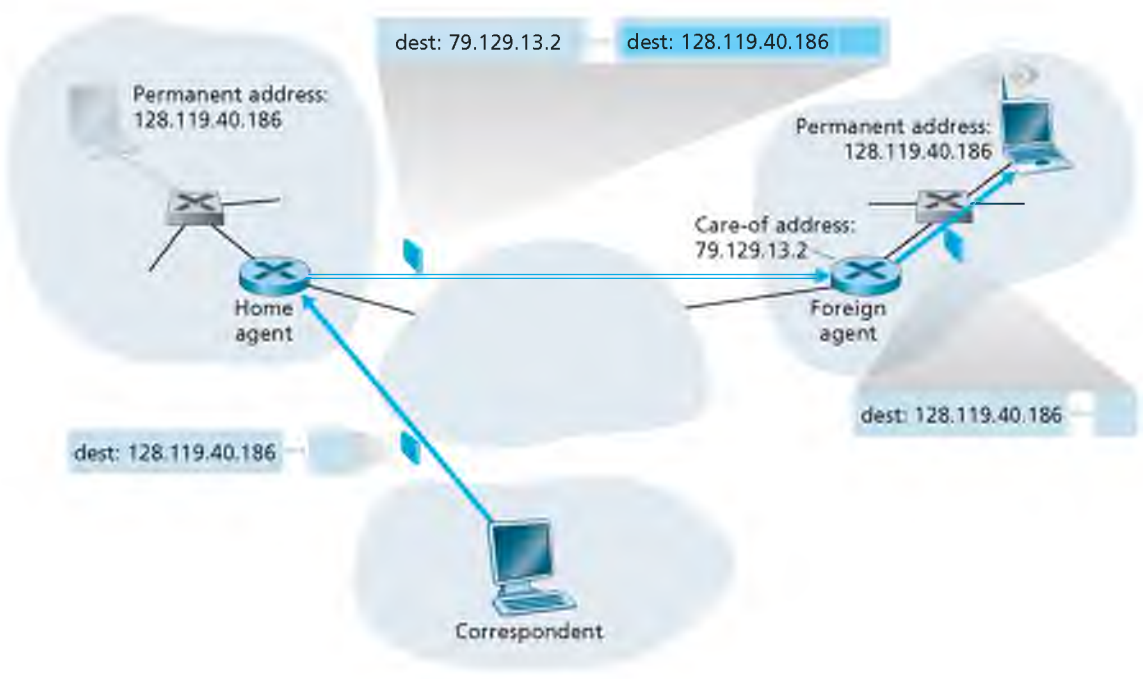 dest: 79.129.13.2
dest: 128.119.40.186
Permanent address:
128.119.40.186
Permanent address:
128.119.40.186
Care-of address:
79.129.13.2
Home
agent
Foreign
agent
dest: 128.119.40.186
dest: 128.119.40.186
Correspondent